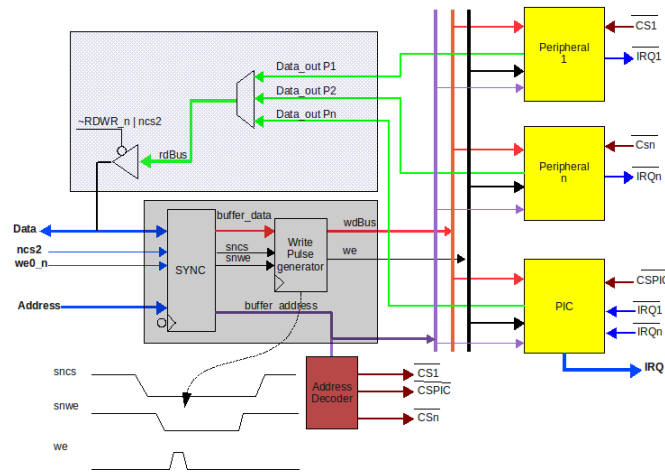 CS1
Peripheral
1
IRQ1
Data_out P1
Data_out P2
Data_out Pn
~RDWR_n | ncs2
rdBus
Csn
Peripheral
n
IRQn
buffer_data
wdBus
Data
ncs2
we0_n
SYNC
sncs
snwe
Write
Pulse
generator
we
Address
buffer_address
CSPIC
PIC
IRQ1
IRQn
IRQ
Address
Decoder
CS1
CSPIC
CSn
sncs
snwe
we